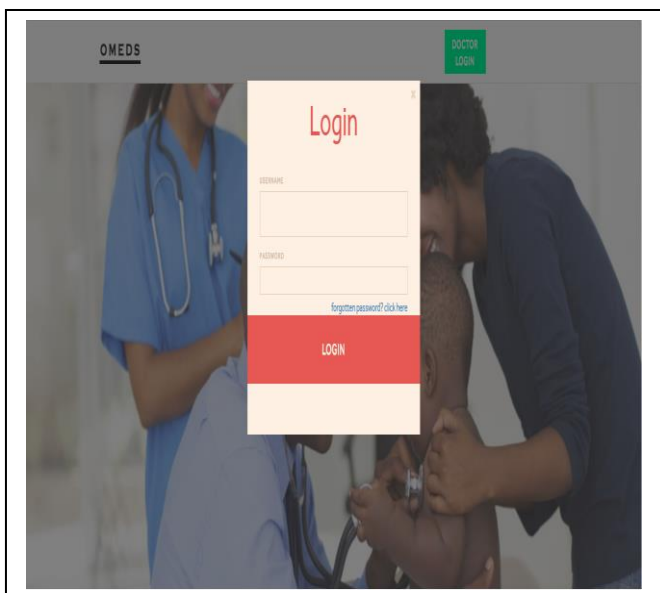 OMEDS
DOCTOR
LOGIN
x
Login
USERNAME
PASSWORD
forgotten password? click here
LOGIN